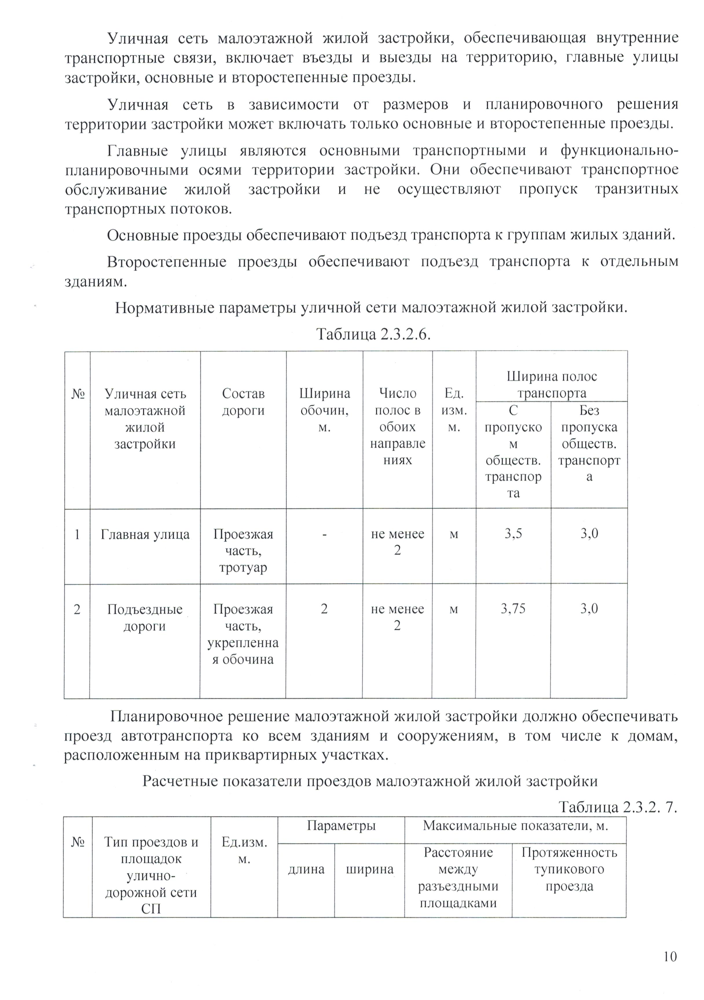 Уличная сеть малоэтажной жилой застройки, обеспечивающая внутренние
транспортные связи, включает въезды и выезды на территорию, главные улицы
застройки, основные и второстепенные проезды.
Уличная сеть в зависимости от размеров и планировочного решения
территории застройки может включать только основные и второстепенные проезды.
Главные улицы являются основными транспортными и функционально-
планировочными осями территории застройки. Они обеспечивают транспортное
обслуживание жилой застройки и не осуществляют пропуск транзитных
транспортных потоков.
Основные проезды обеспечивают подъезд транспорта к группам жилых зданий.
Второстепенные проезды обеспечивают подъезд транспорта к отдельным
зданиям.
Нормативные параметры уличной сети малоэтажной жилой застройки.
Таблица 2.3.2.6.
№
Уличная сеть
малоэтажной
жилой
застройки
Состав
дороги
Ширина
обочин,
м.
Число
полос в
обоих
направле
ниях
Ед.
изм.
м.
Ширина полос
транспорта
С
пропуско
м
обществ.
транспор
та
Без
пропуска
обществ.
транспорт
а
1
Главная улица
Проезжая
часть,
тротуар
-
не менее
2
м
3,5
3,0
2
Подъездные
дороги
Проезжая
часть,
укрепленна
я обочина
2
не менее
2
м
3,75
3,0
Планировочное решение малоэтажной жилой застройки должно обеспечивать
проезд автотранспорта ко всем зданиям и сооружениям, в том числе к домам,
расположенным на приквартирных участках.
Расчетные показатели проездов малоэтажной жилой застройки
Таблица 2.3.2. 7.
№
Тип проездов и
площадок
улично-
дорожной сети
СП
Ед.изм.
м.
Параметры
длина
ширина
Максимальные показатели, м.
Расстояние
между
разъездными
площадками
Протяженность
тупикового
проезда
10